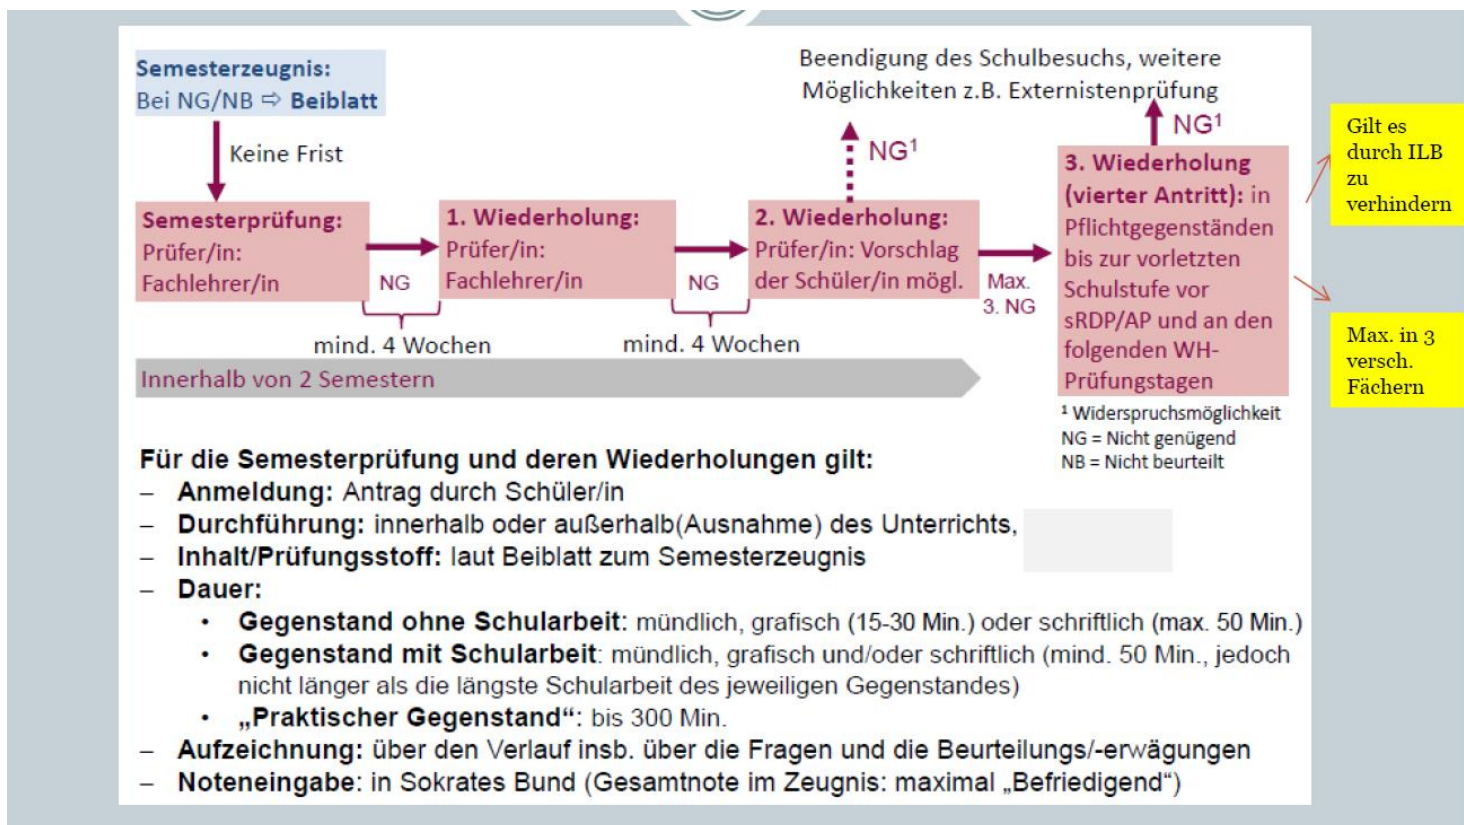 Semesterzeugnis:
Bei NG/NB ⇨ Beiblatt
Keine Frist
Beendigung des Schulbesuchs, weitere
Möglichkeiten z.B. Externistenprüfung
NG¹
NG¹
Semesterprüfung:
Prüfer/in:
Fachlehrer/in
NG
1. Wiederholung:
Prüfer/in:
Fachlehrer/in
NG
2. Wiederholung:
Prüfer/in: Vorschlag
der Schüler/in mögl.
Max.
3. NG
3. Wiederholung
(vierter Antritt): in
Pflichtgegenständen
bis zur vorletzten
Schulstufe vor
sRDP/AP und an den
folgenden WH-
Prüfungstagen
Gilt es
durch ILB
zu
verhindern
Max. in 3
versch.
Fächern
mind. 4 Wochen
mind. 4 Wochen
Innerhalb von 2 Semestern
¹ Widerspruchsmöglichkeit
NG = Nicht genügend
NB = Nicht beurteilt
Für die Semesterprüfung und deren Wiederholungen gilt:
– Anmeldung: Antrag durch Schüler/in
– Durchführung: innerhalb oder außerhalb(Ausnahme) des Unterrichts,
– Inhalt/Prüfungsstoff: laut Beiblatt zum Semesterzeugnis
– Dauer:
• Gegenstand ohne Schularbeit: mündlich, grafisch (15-30 Min.) oder schriftlich (max. 50 Min.)
• Gegenstand mit Schularbeit: mündlich, grafisch und/oder schriftlich (mind. 50 Min., jedoch
nicht länger als die längste Schularbeit des jeweiligen Gegenstandes)
• „Praktischer Gegenstand“: bis 300 Min.
– Aufzeichnung: über den Verlauf insb. über die Fragen und die Beurteilungs/-erwägungen
– Noteneingabe: in Sokrates Bund (Gesamtnote im Zeugnis: maximal „Befriedigend“)